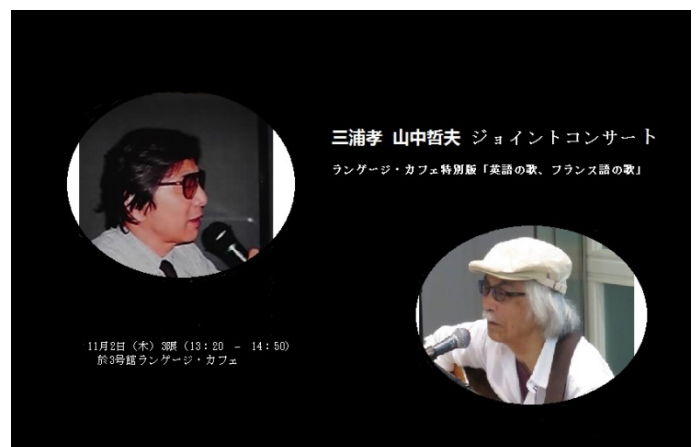 三浦孝 山中哲夫 ジョイントコンサート
ランゲージ・カフェ特別版「英語の歌、フランス語の歌」
11月2日（木）3限（13：20 － 14：50）
於3号館ランゲージ・カフェ